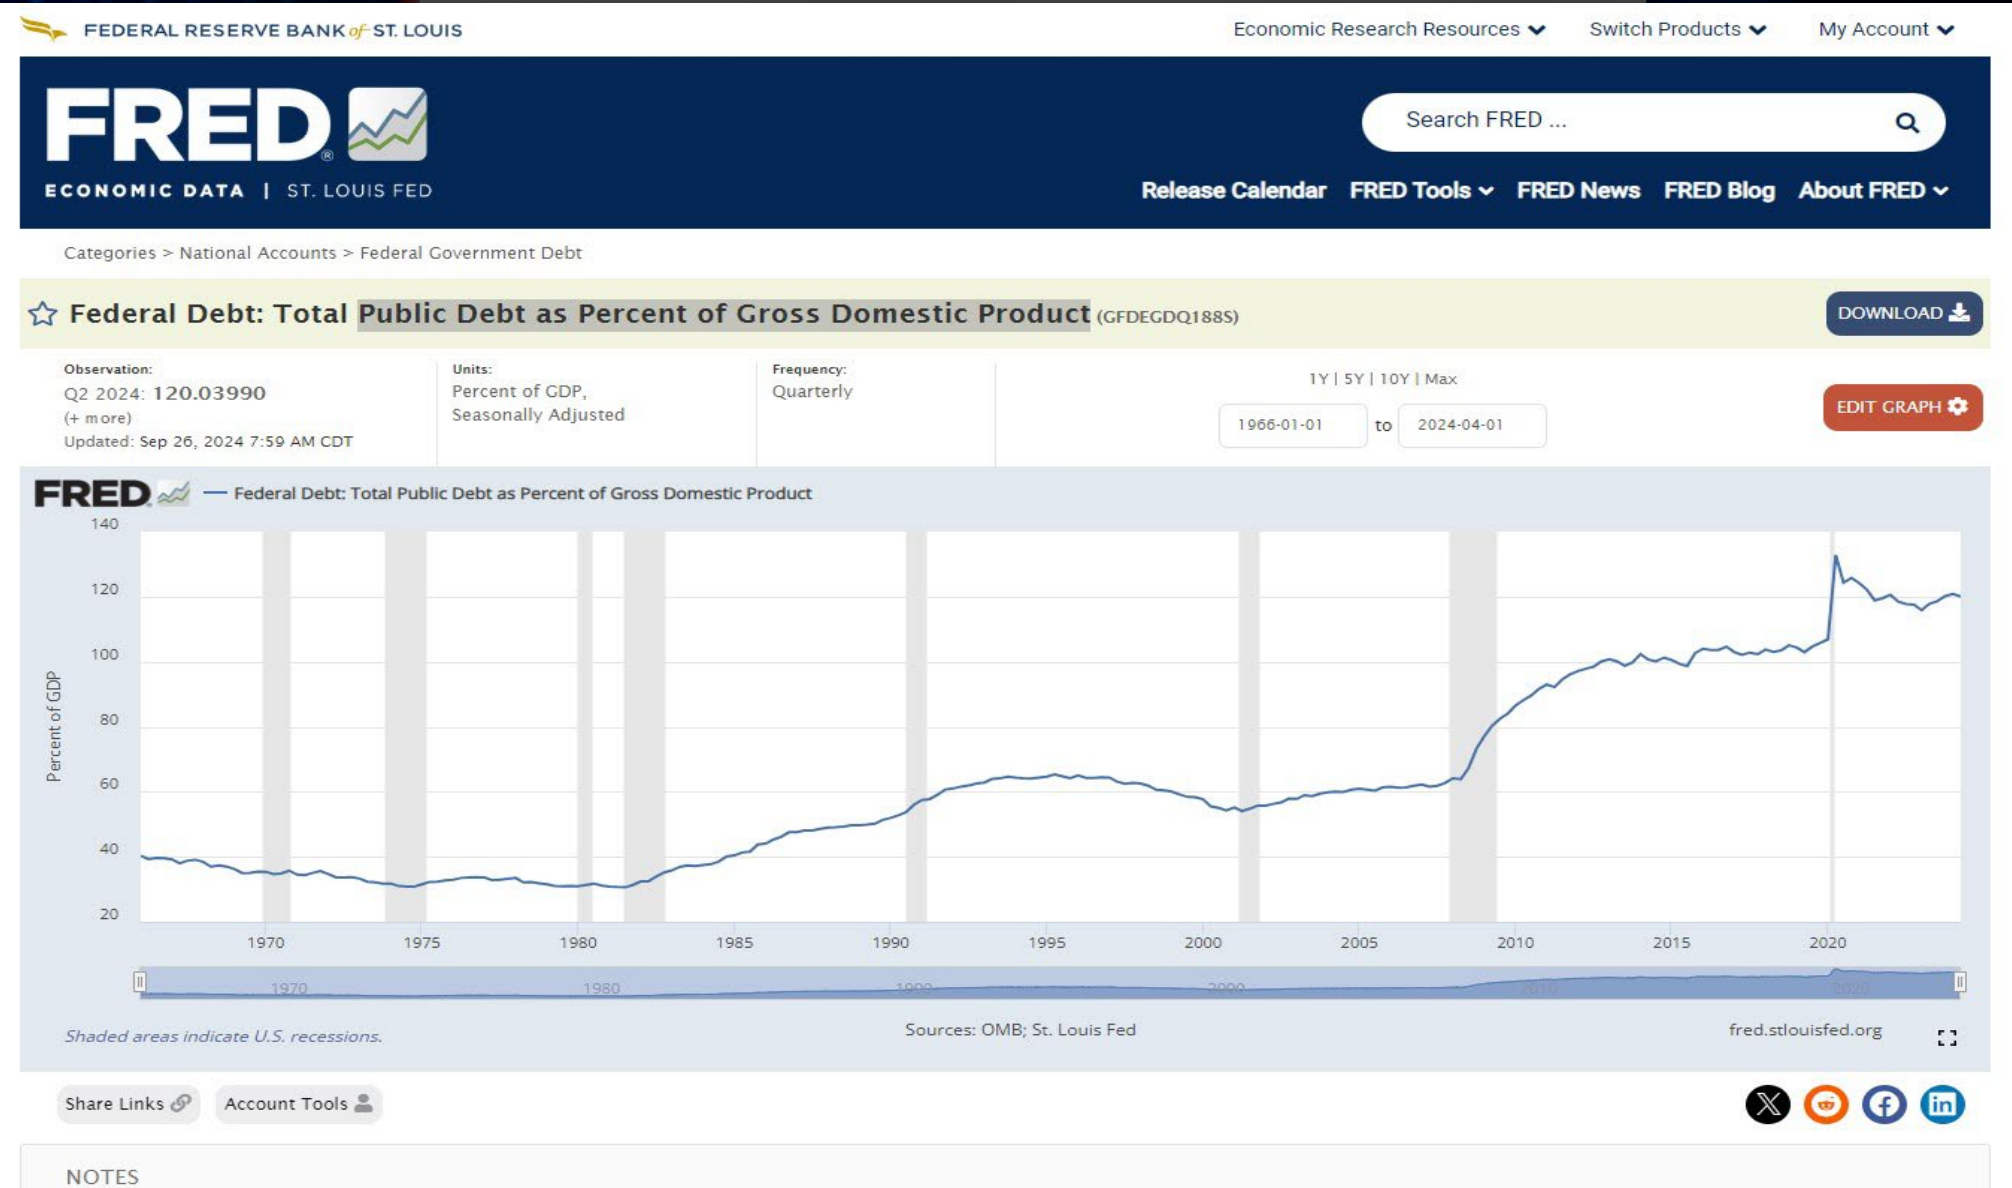 FEDERAL RESERVE BANK of ST. LOUIS
Economic Research Resources Switch Products My Account
FRED®
Search FRED ...
ECONOMIC DATA | ST. LOUIS FED
Release Calendar FRED Tools FRED News FRED Blog About FRED
Categories > National Accounts > Federal Government Debt
Federal Debt: Total Public Debt as Percent of Gross Domestic Product (GFDEGDQ188S)
DOWNLOAD
Observation:
Q2 2024: 120.03990
(+ more)
Updated: Sep 26, 2024 7:59 AM CDT
Units:
Percent of GDP,
Seasonally Adjusted
Frequency:
Quarterly
1Y | 5Y | 10Y | Max
1966-01-01 to 2024-04-01
EDIT GRAPH
FRED Federal Debt: Total Public Debt as Percent of Gross Domestic Product
140
120
100
80
60
40
20
Percent of GDP
1970 1975 1980 1985 1990 1995 2000 2005 2010 2015 2020
1970 1980 1990 2000 2010 2020
Shaded areas indicate U.S. recessions.
Sources: OMB; St. Louis Fed
fred.stlouisfed.org
Share Links Account Tools
NOTES